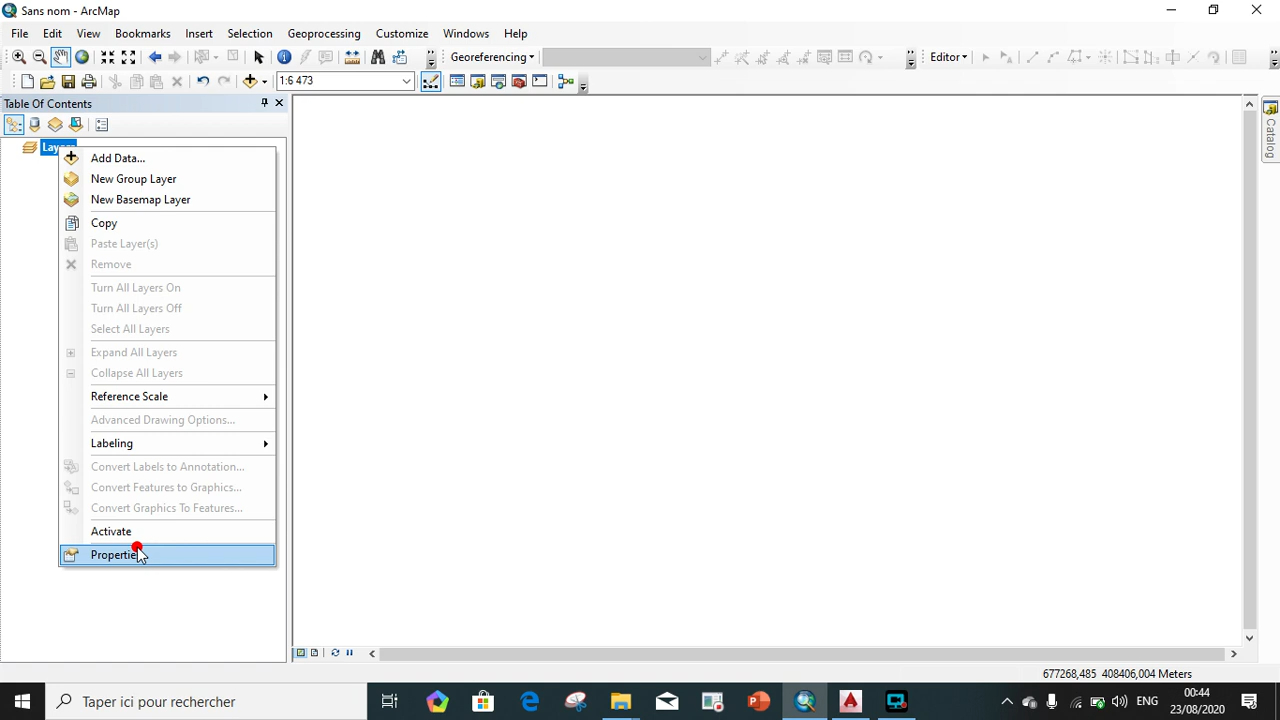 Sans nom - ArcMap
File Edit View Bookmarks Insert Selection Geoprocessing Customize Windows Help
Georeferencing Editor
1:6 473
Table Of Contents
Layers
Add Data...
New Group Layer
New Basemap Layer
Copy
Paste Layer(s)
Remove
Turn All Layers On
Turn All Layers Off
Select All Layers
Expand All Layers
Collapse All Layers
Reference Scale
Advanced Drawing Options...
Labeling
Convert Labels to Annotation...
Convert Features to Graphics...
Convert Graphics To Features...
Activate
Properties
Catalog
677268,485 408406,004 Meters
Taper ici pour rechercher
ENG
00:44
23/08/2020